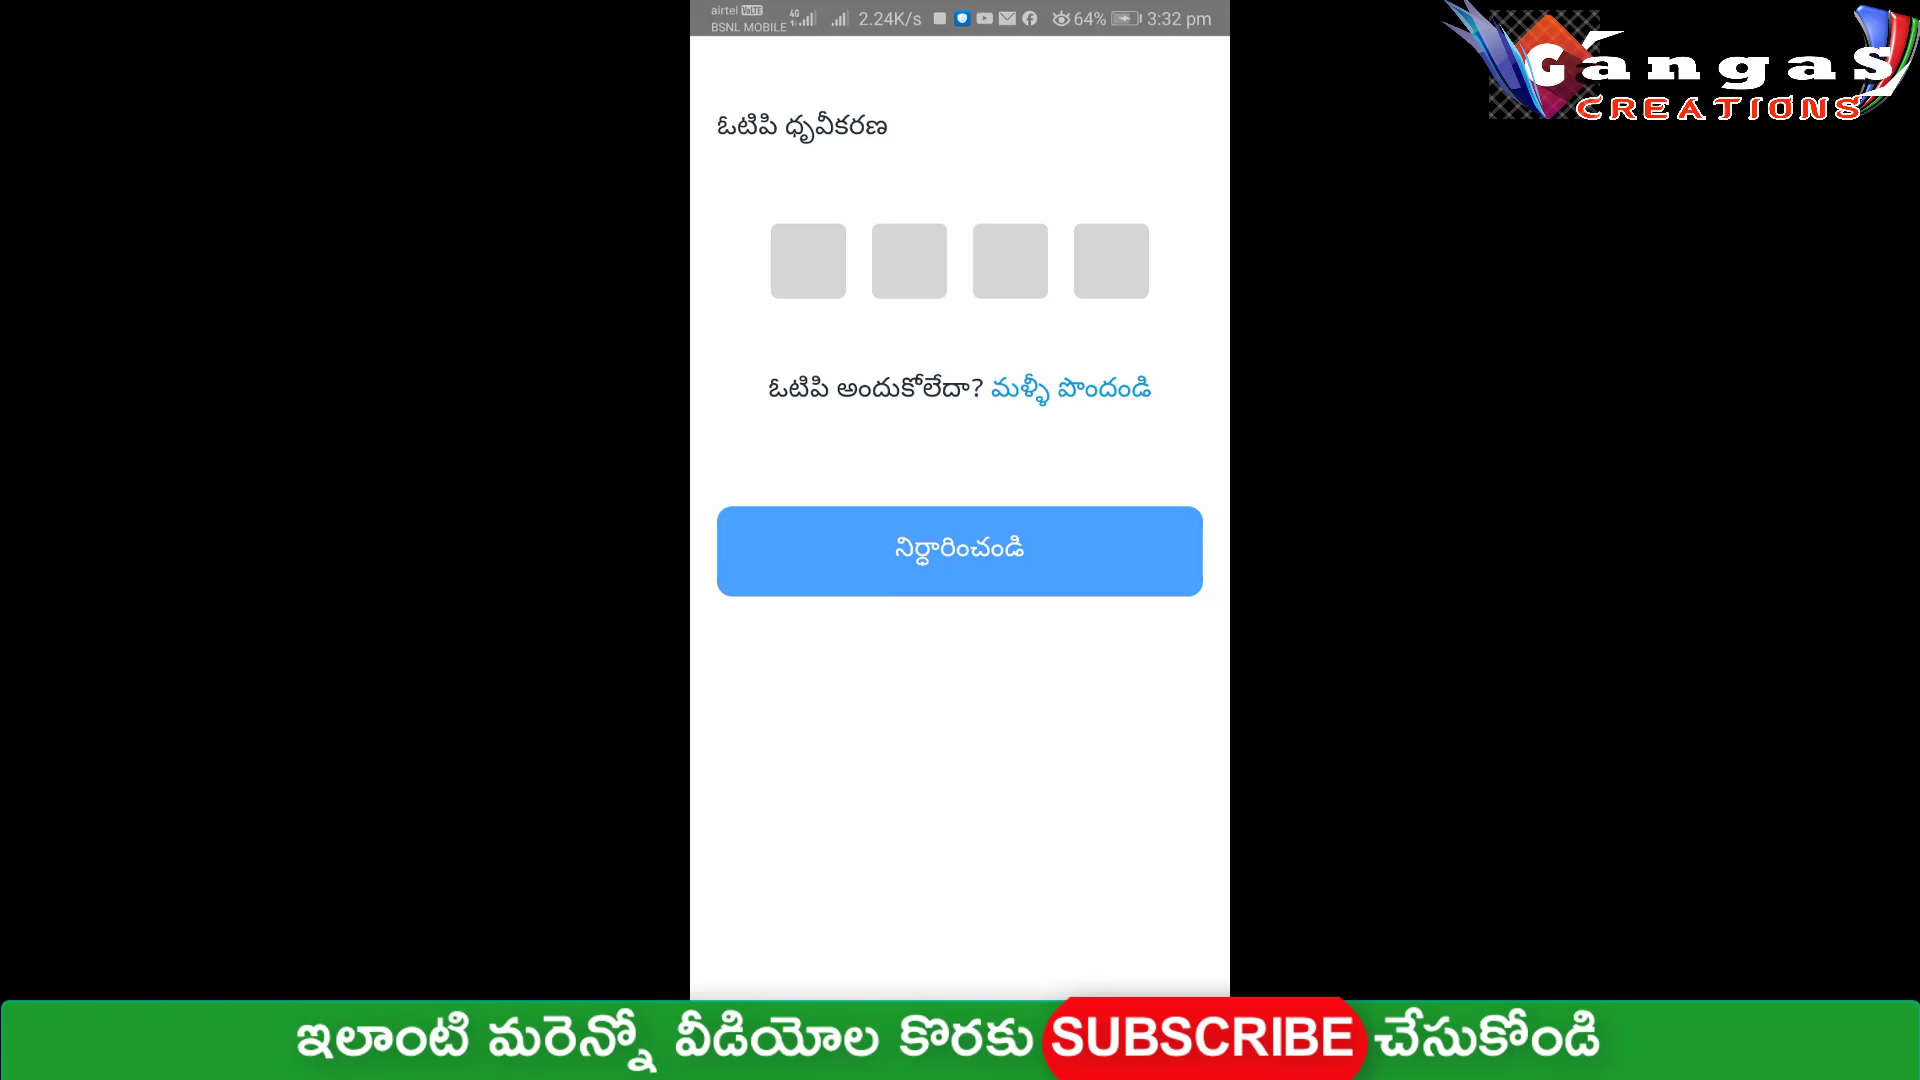 airtel VoLTE
BSNL MOBILE 4G 2.24K/s 64% 3:32 pm
GangaS
CREATIONS
ఓటిపి ధృవీకరణ
ఓటిపి అందుకోలేదా? మళ్ళీ పొందండి
నిర్ధారించండి
ఇలాంటి మరెన్నో వీడియోల కొరకు SUBSCRIBE చేసుకోండి